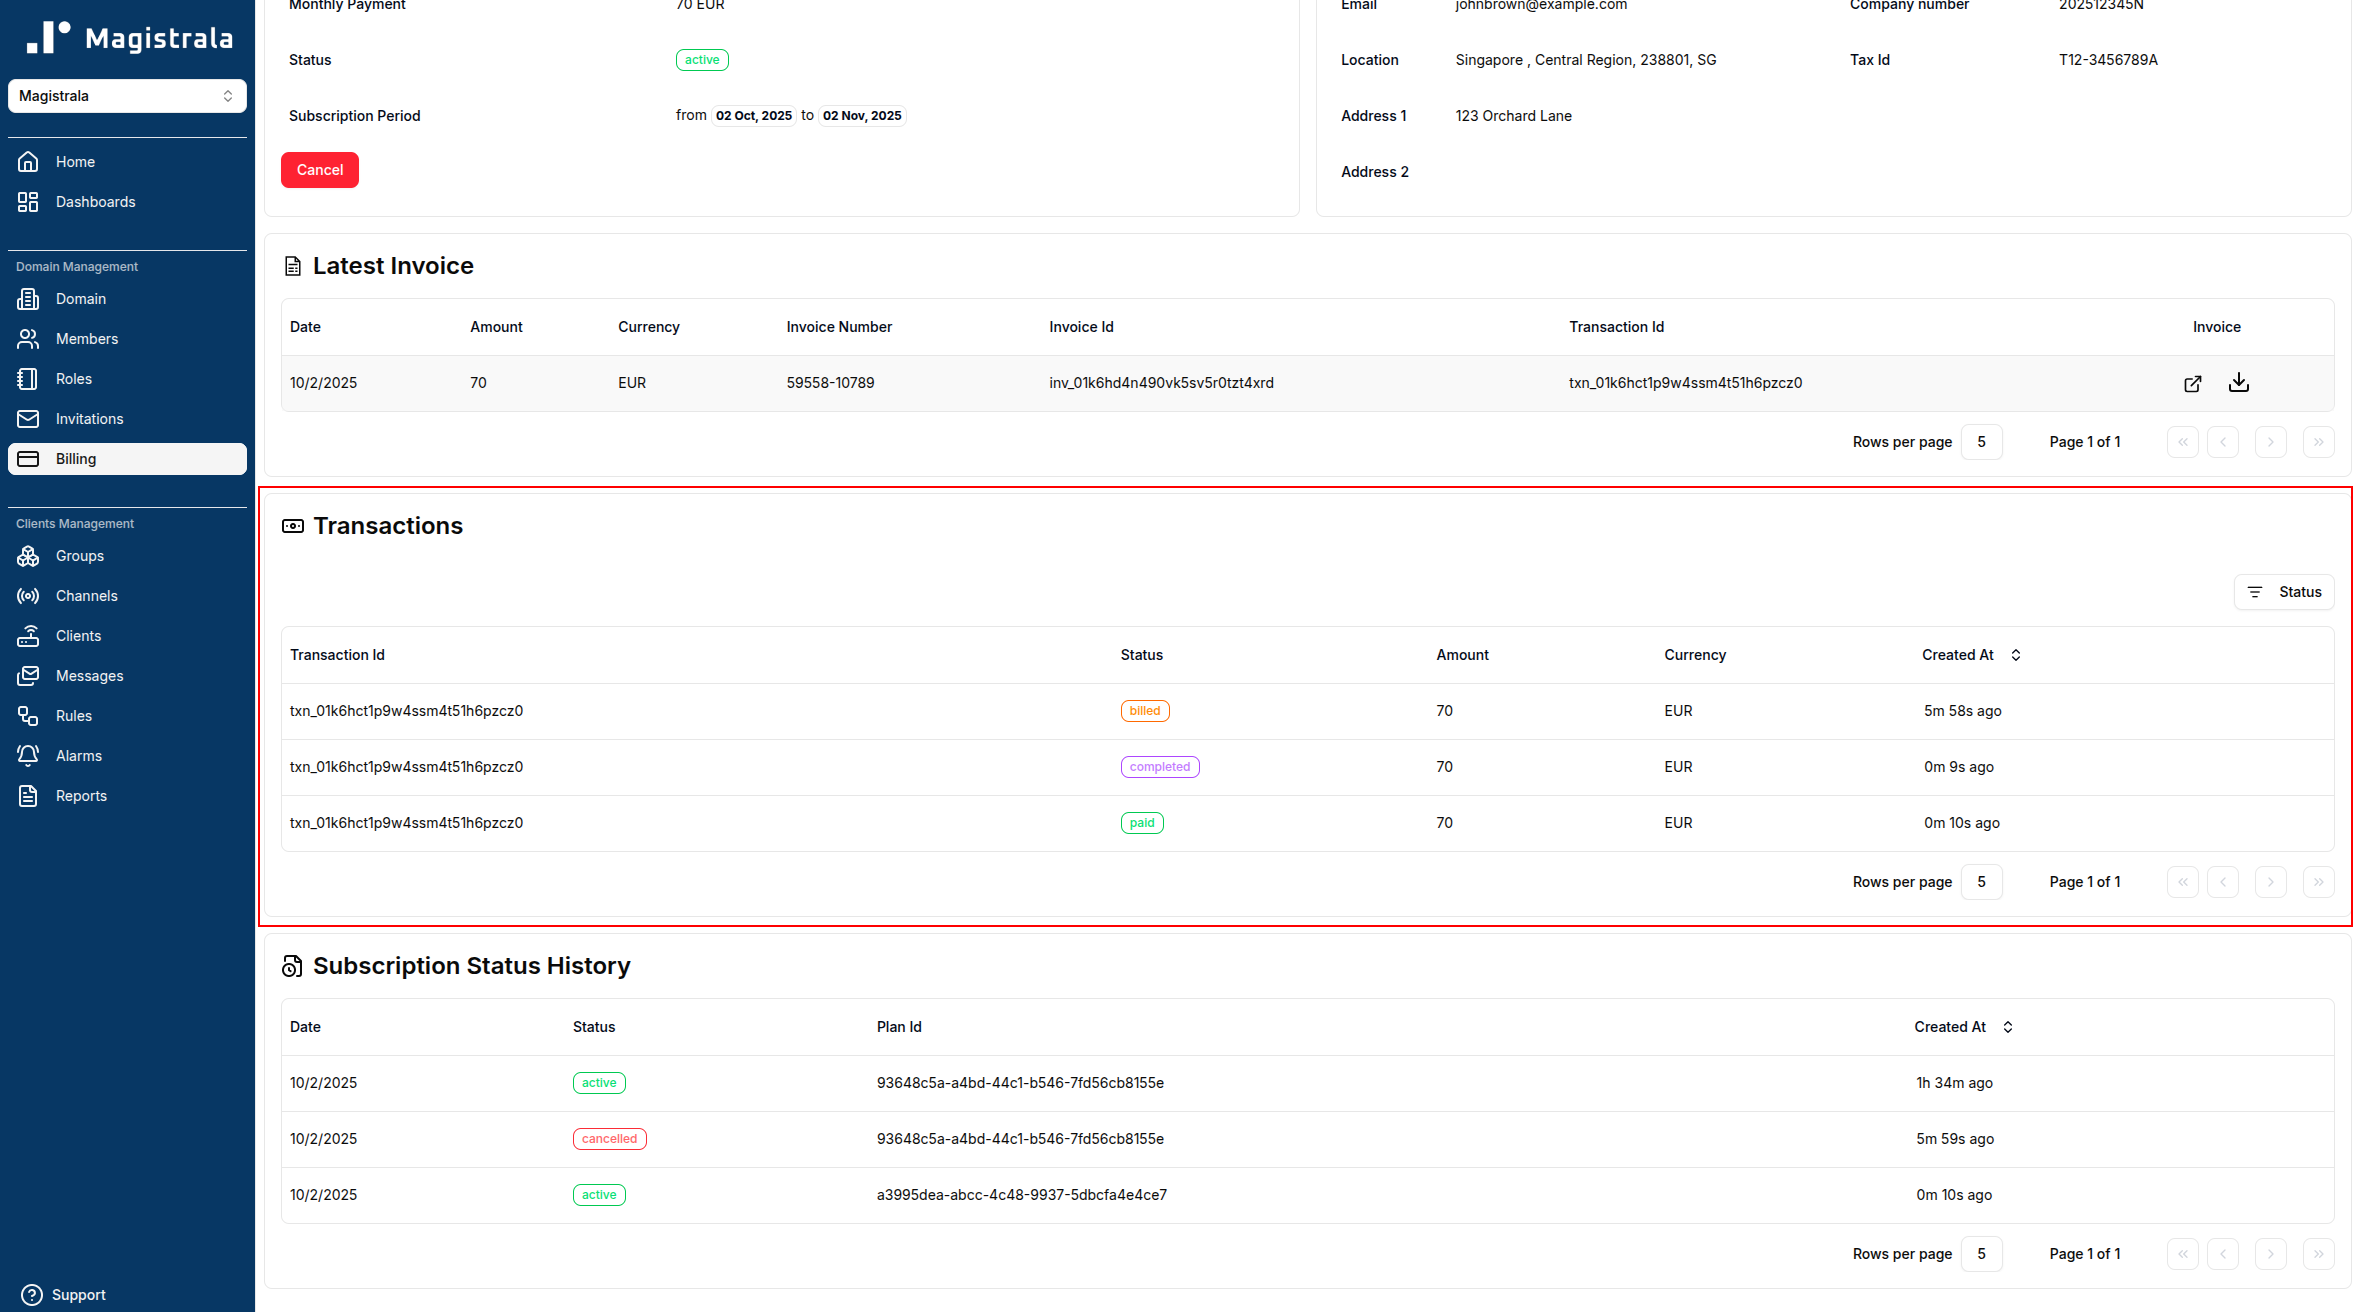 Magistrala
Magistrala
Home
Dashboards
Domain Management
Domain
Members
Roles
Invitations
Billing
Clients Management
Groups
Channels
Clients
Messages
Rules
Alarms
Reports
Support
Monthly Payment 70 EUR
Status active
Subscription Period from 02 Oct, 2025 to 02 Nov, 2025
Cancel
Email johnbrown@example.com Company number 202512345N
Location Singapore , Central Region, 238801, SG Tax Id T12-3456789A
Address 1 123 Orchard Lane
Address 2
Latest Invoice
Date Amount Currency Invoice Number Invoice Id Transaction Id Invoice
10/2/2025 70 EUR 59558-10789 inv_01k6hd4n490vk5sv5r0tzt4xrd txn_01k6hct1p9w4ssm4t51h6pzcz0
Rows per page 5 Page 1 of 1
Transactions
Status
Transaction Id Status Amount Currency Created At
txn_01k6hct1p9w4ssm4t51h6pzcz0 billed 70 EUR 5m 58s ago
txn_01k6hct1p9w4ssm4t51h6pzcz0 completed 70 EUR 0m 9s ago
txn_01k6hct1p9w4ssm4t51h6pzcz0 paid 70 EUR 0m 10s ago
Rows per page 5 Page 1 of 1
Subscription Status History
Date Status Plan Id Created At
10/2/2025 active 93648c5a-a4bd-44c1-b546-7fd56cb8155e 1h 34m ago
10/2/2025 cancelled 93648c5a-a4bd-44c1-b546-7fd56cb8155e 5m 59s ago
10/2/2025 active a3995dea-abcc-4c48-9937-5dbcfa4e4ce7 0m 10s ago
Rows per page 5 Page 1 of 1